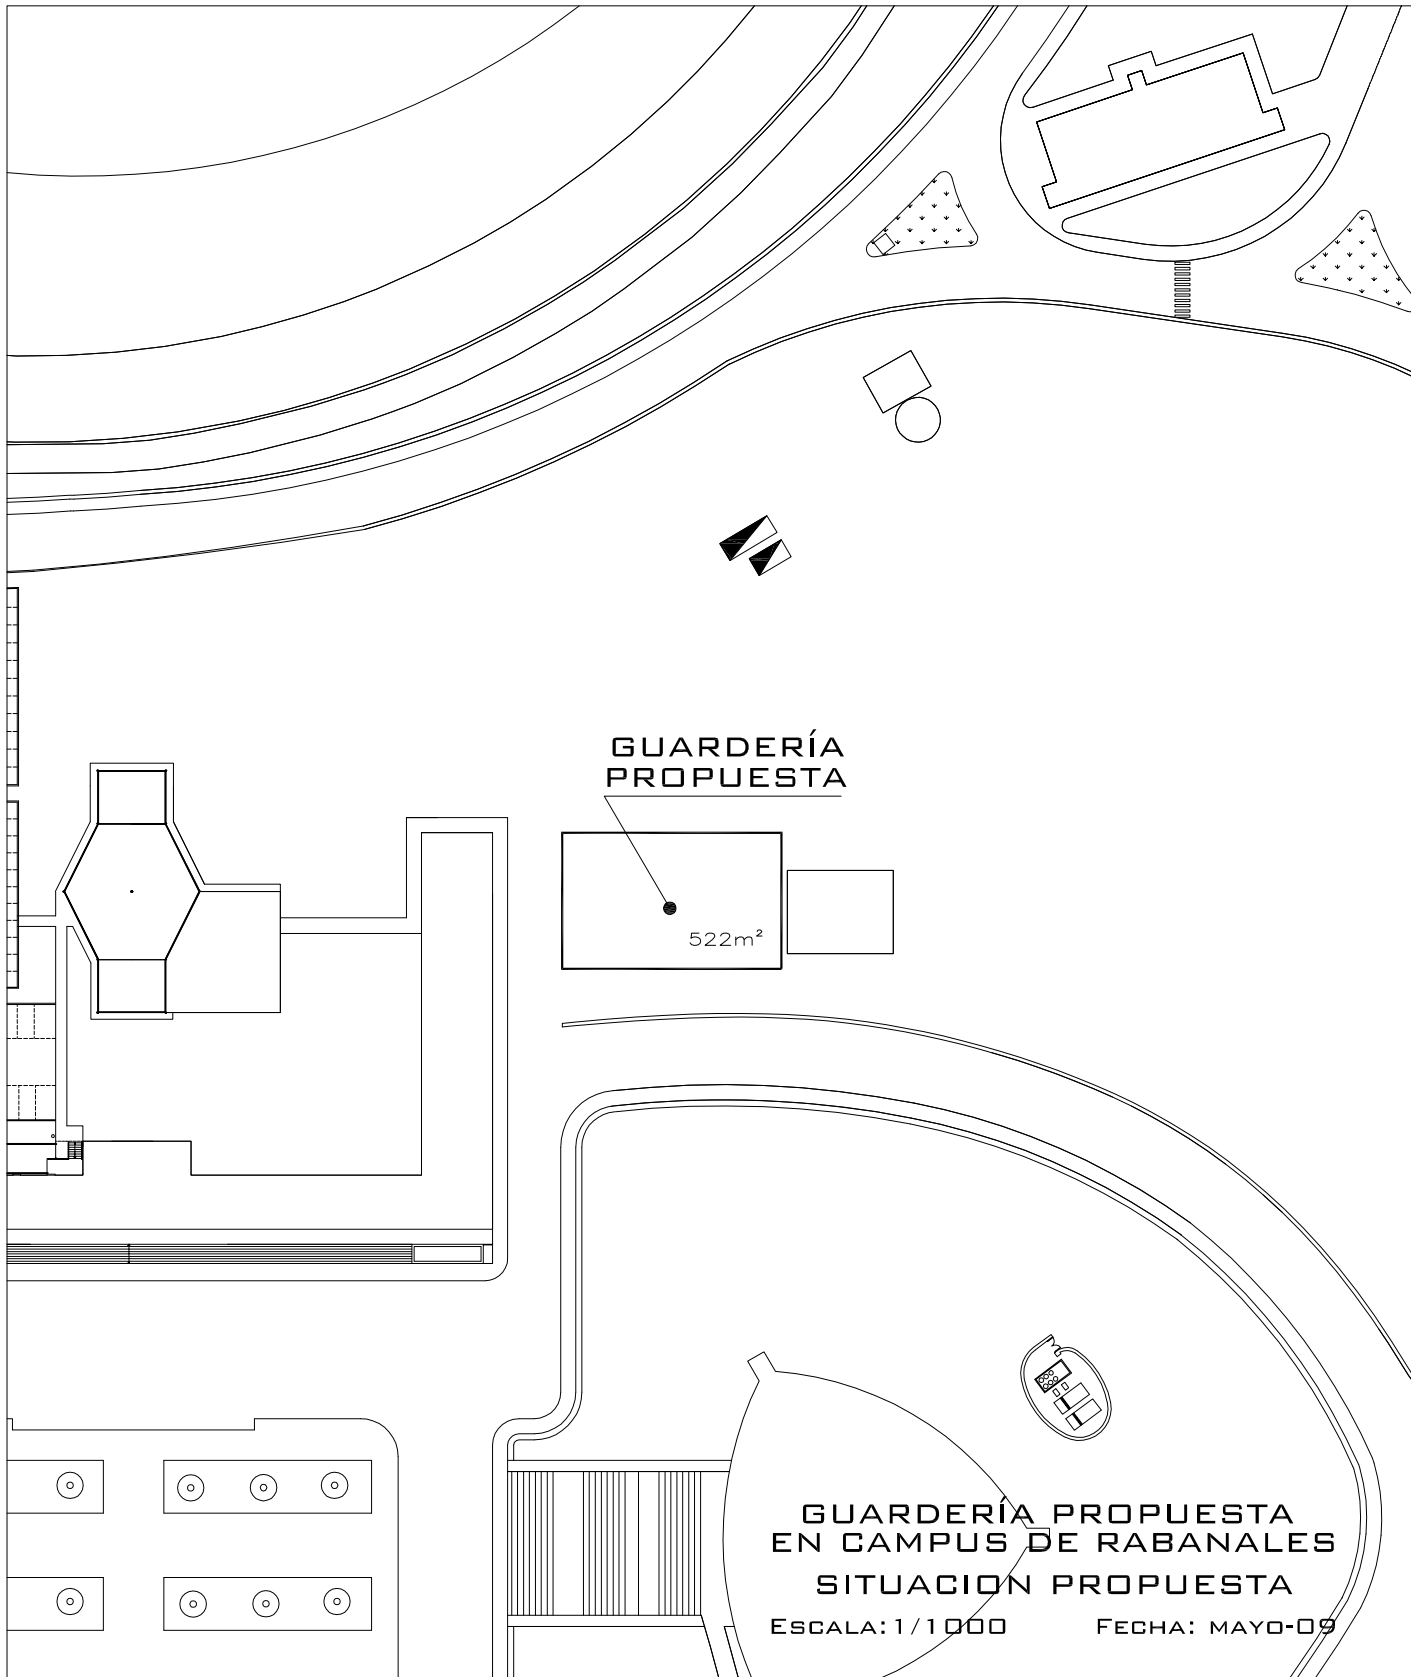 GUARDERÍA
PROPUESTA
522m²
GUARDERÍA PROPUESTA
EN CAMPUS DE RABANALES
SITUACION PROPUESTA
ESCALA: 1/1000 FECHA: MAYO-09